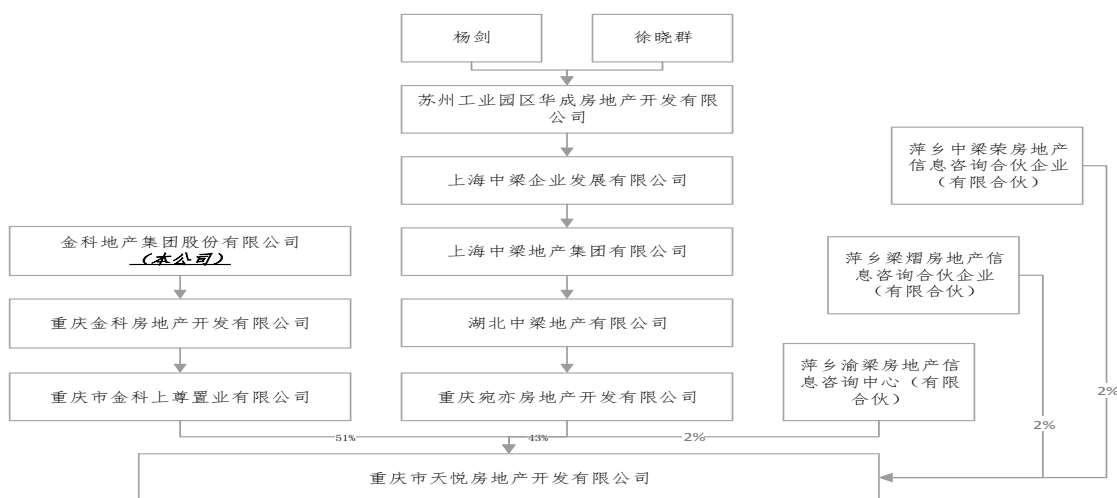 杨剑
徐晓群
苏州工业园区华成房地产开发有限
公司
上海中梁企业发展有限公司
萍乡中梁荣房地产
信息咨询合伙企业
（有限合伙）
金科地产集团股份有限公司
（本公司）
上海中梁地产集团有限公司
萍乡梁熠房地产信
息咨询合伙企业
（有限合伙）
重庆金科房地产开发有限公司
湖北中梁地产有限公司
萍乡渝梁房地产信
息咨询中心（有限
合伙）
重庆市金科上尊置业有限公司
重庆宛亦房地产开发有限公司
2%
2%
51%
43%
2%
重庆市天悦房地产开发有限公司